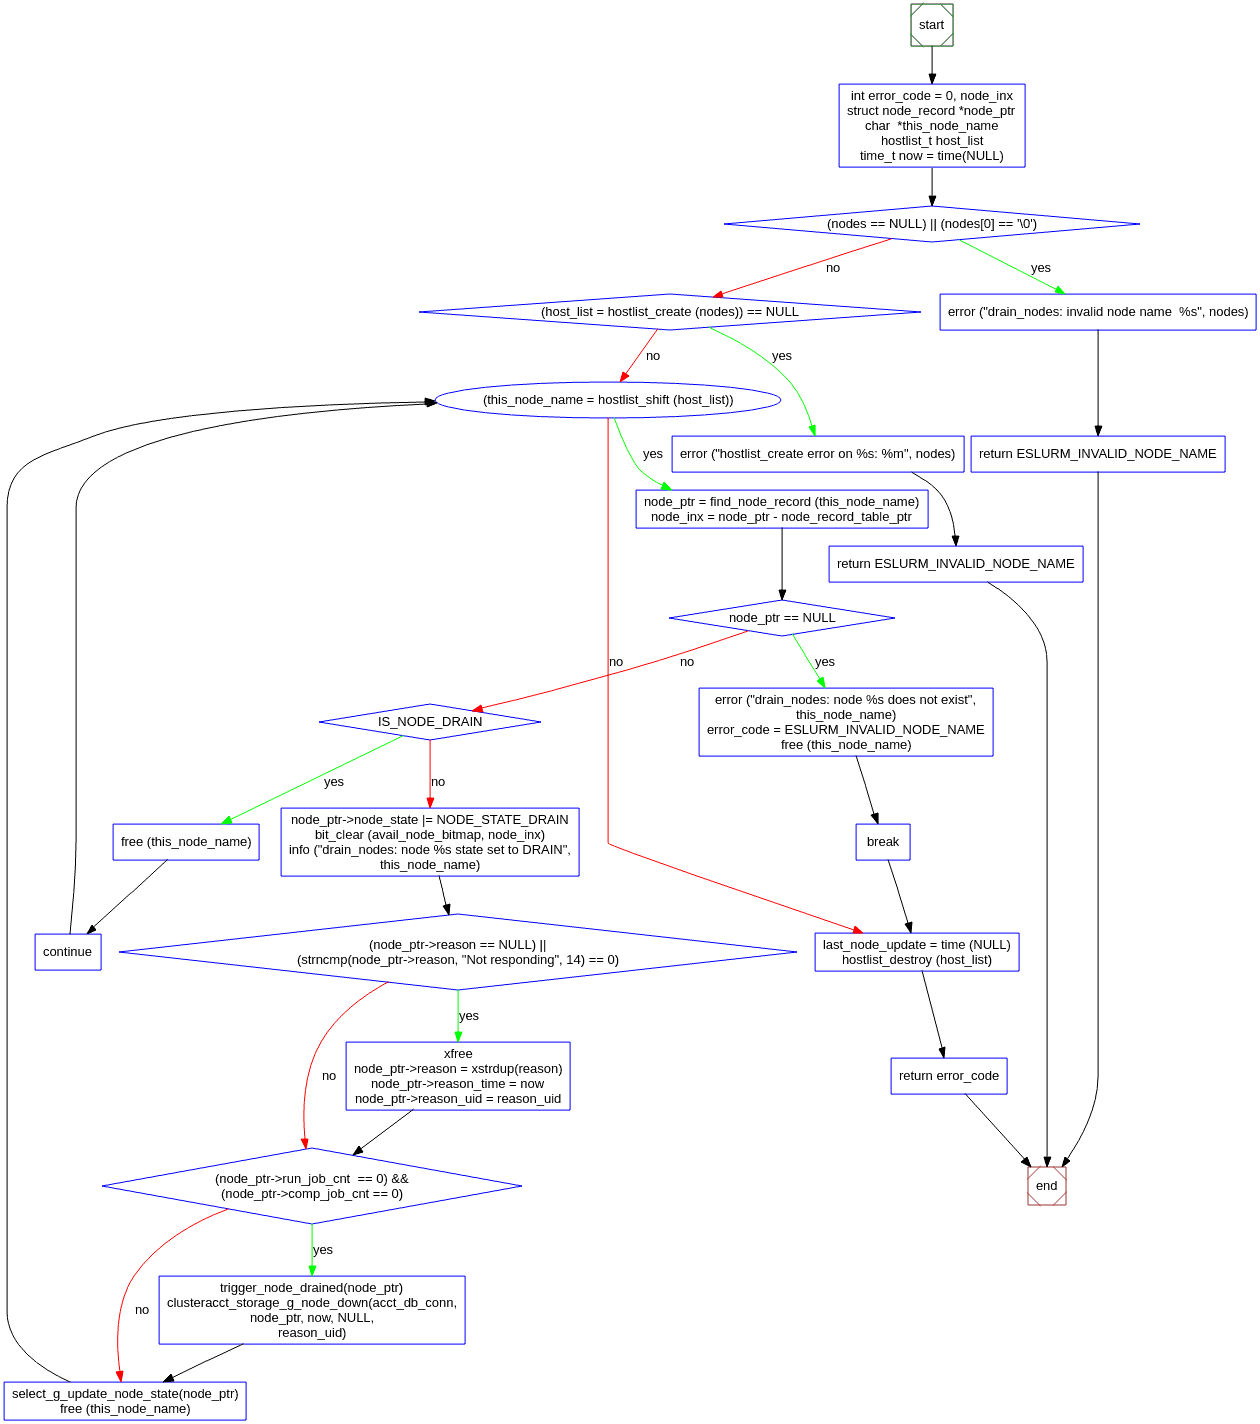 start
int error_code = 0, node_inx
struct node_record *node_ptr
char  *this_node_name
hostlist_t host_list
time_t now = time(NULL)
(nodes == NULL) || (nodes[0] == '\0')
no
yes
(host_list = hostlist_create (nodes)) == NULL
error ("drain_nodes: invalid node name  %s", nodes)
no
yes
(this_node_name = hostlist_shift (host_list))
yes
error ("hostlist_create error on %s: %m", nodes)
return ESLURM_INVALID_NODE_NAME
node_ptr = find_node_record (this_node_name)
node_inx = node_ptr - node_record_table_ptr
return ESLURM_INVALID_NODE_NAME
node_ptr == NULL
no
no
yes
error ("drain_nodes: node %s does not exist",
this_node_name)
error_code = ESLURM_INVALID_NODE_NAME
free (this_node_name)
IS_NODE_DRAIN
yes
no
node_ptr->node_state |= NODE_STATE_DRAIN
bit_clear (avail_node_bitmap, node_inx)
info ("drain_nodes: node %s state set to DRAIN",
this_node_name)
free (this_node_name)
break
continue
(node_ptr->reason == NULL) ||
(strncmp(node_ptr->reason, "Not responding", 14) == 0)
last_node_update = time (NULL)
hostlist_destroy (host_list)
yes
no
xfree
node_ptr->reason = xstrdup(reason)
node_ptr->reason_time = now
node_ptr->reason_uid = reason_uid
return error_code
(node_ptr->run_job_cnt  == 0) &&
(node_ptr->comp_job_cnt == 0)
end
yes
no
trigger_node_drained(node_ptr)
clusteracct_storage_g_node_down(acct_db_conn,
node_ptr, now, NULL,
reason_uid)
select_g_update_node_state(node_ptr)
free (this_node_name)